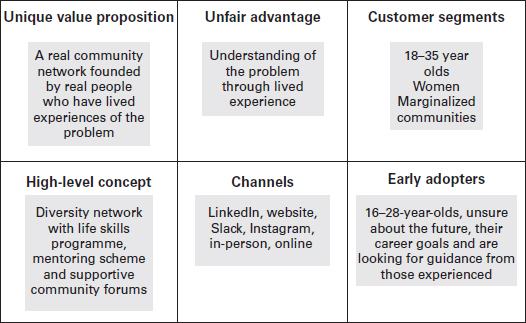 Unique value proposition
A real community
network founded
by real people
who have lived
experiences of the
problem
Unfair advantage
Understanding of
the problem
through lived
experience
Customer segments
18–35 year
olds
Women
Marginalized
communities
High-level concept
Diversity network
with life skills
programme,
mentoring scheme
and supportive
community forums
Channels
LinkedIn, website,
Slack, Instagram,
in-person, online
Early adopters
16–28-year-olds, unsure
about the future, their
career goals and are
looking for guidance from
those experienced